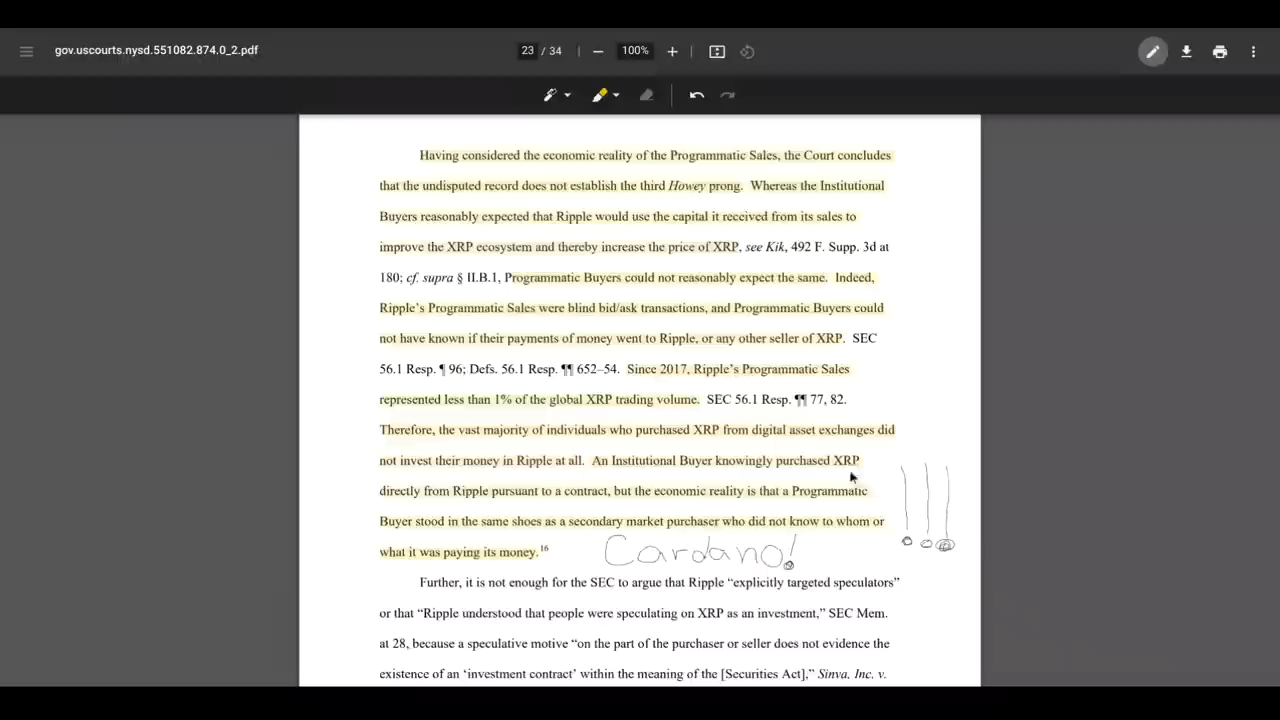 gov.uscourts.nysd.551082.874.0_2.pdf 23 / 34 100%
Having considered the economic reality of the Programmatic Sales, the Court concludes
that the undisputed record does not establish the third Howey prong. Whereas the Institutional
Buyers reasonably expected that Ripple would use the capital it received from its sales to
improve the XRP ecosystem and thereby increase the price of XRP, see Kik, 492 F. Supp. 3d at
180; cf. supra § II.B.1, Programmatic Buyers could not reasonably expect the same. Indeed,
Ripple’s Programmatic Sales were blind bid/ask transactions, and Programmatic Buyers could
not have known if their payments of money went to Ripple, or any other seller of XRP. SEC
56.1 Resp. ¶ 96; Defs. 56.1 Resp. ¶¶ 652–54. Since 2017, Ripple’s Programmatic Sales
represented less than 1% of the global XRP trading volume. SEC 56.1 Resp. ¶¶ 77, 82.
Therefore, the vast majority of individuals who purchased XRP from digital asset exchanges did
not invest their money in Ripple at all. An Institutional Buyer knowingly purchased XRP
directly from Ripple pursuant to a contract, but the economic reality is that a Programmatic
Buyer stood in the same shoes as a secondary market purchaser who did not know to whom or
!!!
what it was paying its money.16
Cardano!
Further, it is not enough for the SEC to argue that Ripple “explicitly targeted speculators”
or that “Ripple understood that people were speculating on XRP as an investment,” SEC Mem.
at 28, because a speculative motive “on the part of the purchaser or seller does not evidence the
existence of an ‘investment contract’ within the meaning of the [Securities Act],” Sinva, Inc. v.